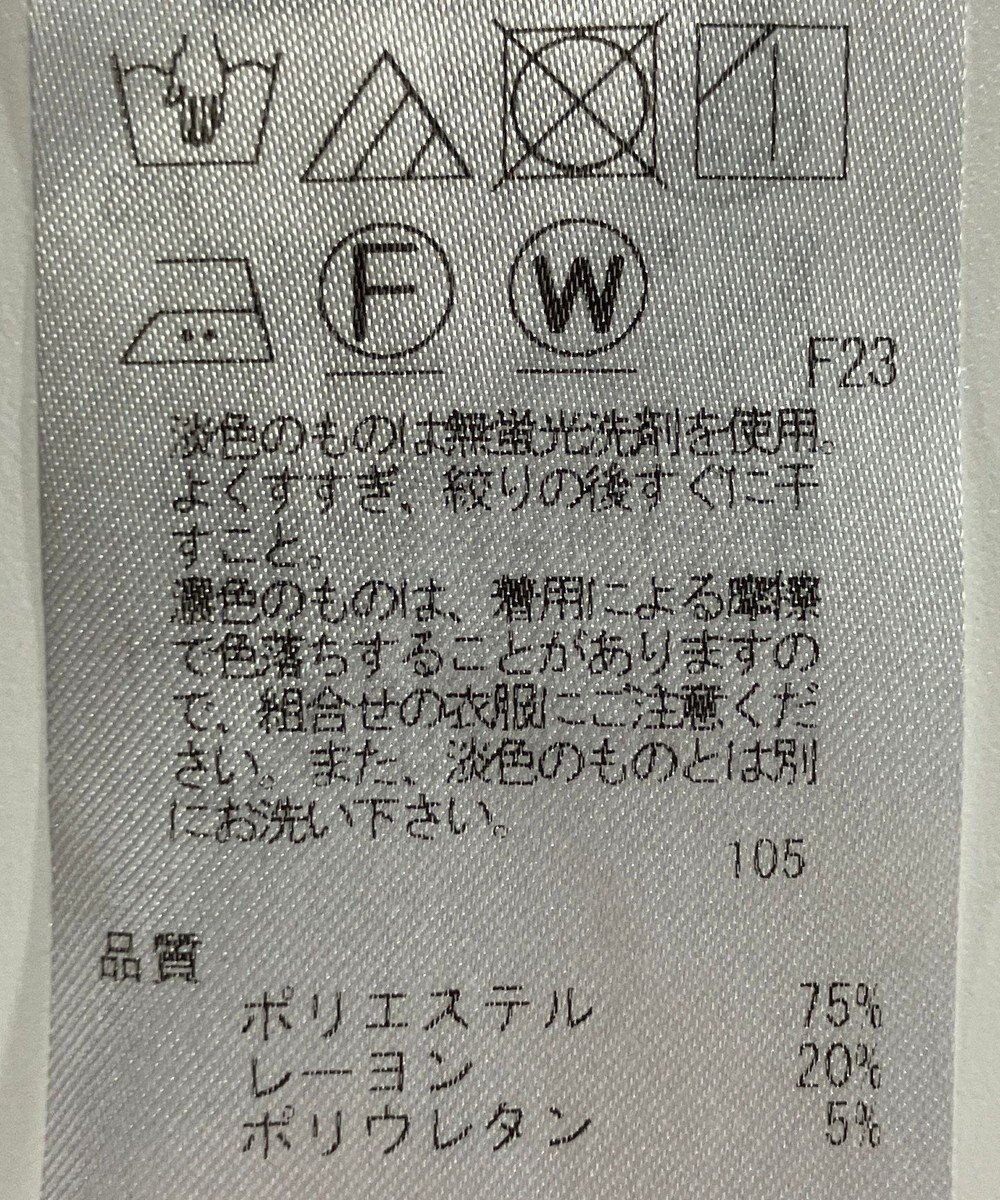 F W
F23
淡色のものは無蛍光洗剤を使用。
よくすすぎ、絞りの後すぐに干
すこと。
濃色のものは、着用による摩擦
で色落ちすることがありますの
で、組合せの衣服にご注意くだ
さい。また、淡色のものとは別
にお洗い下さい。
105
品質
ポリエステル 75%
レーヨン 20%
ポリウレタン 5%